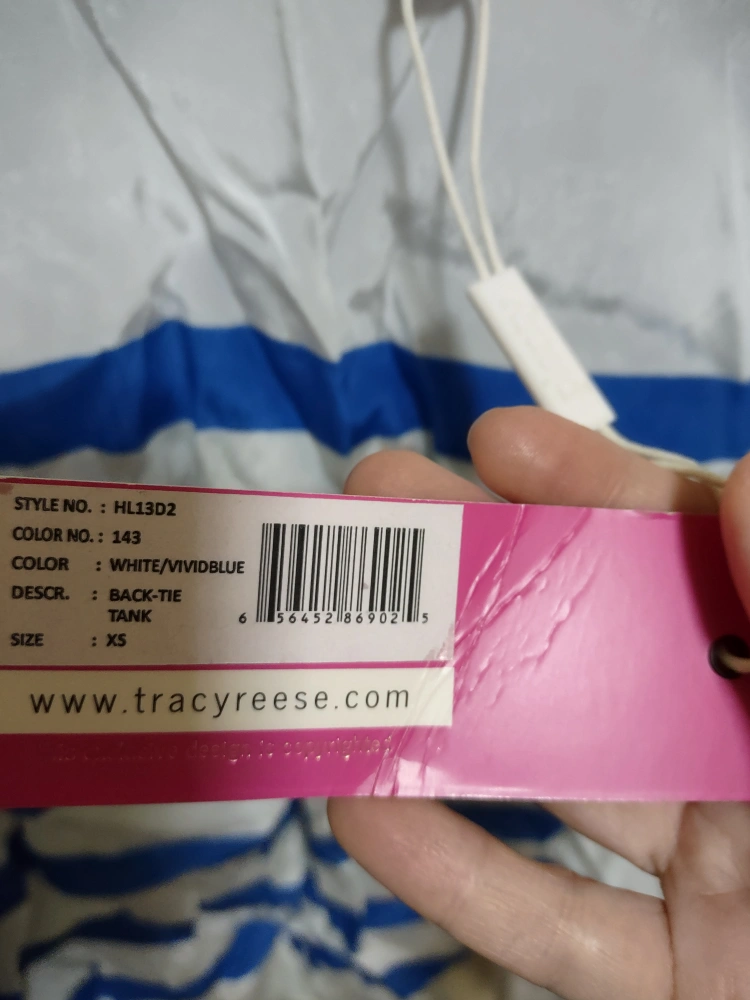 STYLE NO. : HL13D2
COLOR NO. : 143
COLOR : WHITE/VIVIDBLUE
DESCR. : BACK-TIE
TANK
SIZE : XS
6 56452 86902 5
www.tracyreese.com
design is copyrighted